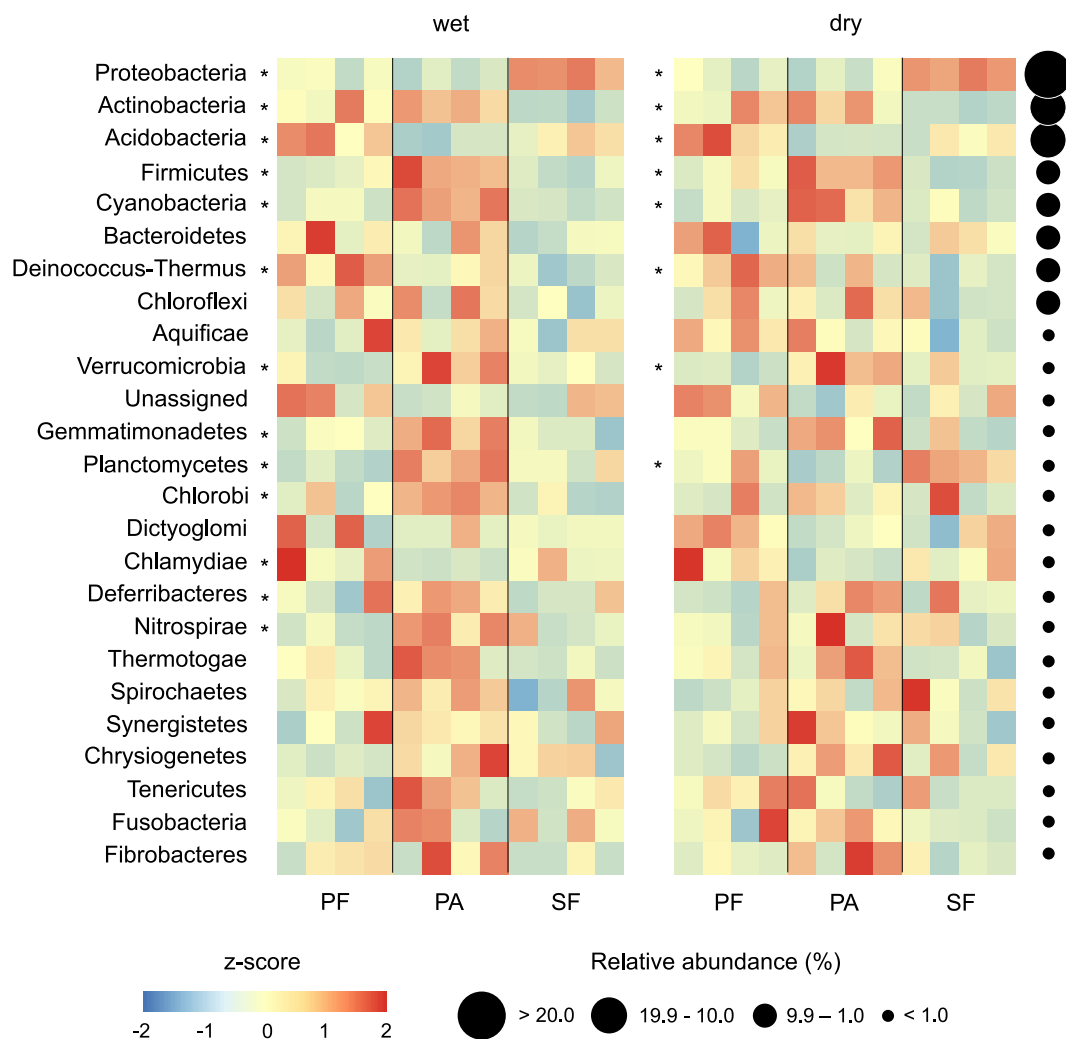 wet dry
Proteobacteria * *
Actinobacteria * *
Acidobacteria * *
Firmicutes * *
Cyanobacteria * *
Bacteroidetes
Deinococcus-Thermus * *
Chloroflexi
Aquificae
Verrucomicrobia * *
Unassigned
Gemmatimonadetes *
Planctomycetes * *
Chlorobi *
Dictyoglomi
Chlamydiae *
Deferribacteres *
Nitrospirae *
Thermotogae
Spirochaetes
Synergistetes
Chrysiogenetes
Tenericutes
Fusobacteria
Fibrobacteres
PF PA SF PF PA SF
z-score Relative abundance (%)
-2 -1 0 1 2
> 20.0 19.9 - 10.0 9.9 – 1.0 < 1.0